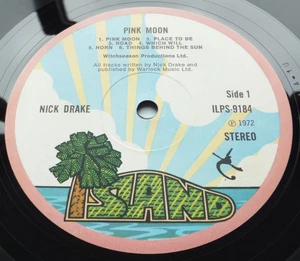 PINK MOON
1. PINK MOON 2. PLACE TO BE
3. ROAD 4. WHICH WILL
5. HORN 6. THINGS BEHIND THE SUN
Witchseason Productions Ltd.
All tracks written by Nick Drake and
published by Warlock Music Ltd.
NICK DRAKE
Side 1
ILPS-9184
℗ 1972
STEREO
ISLAND